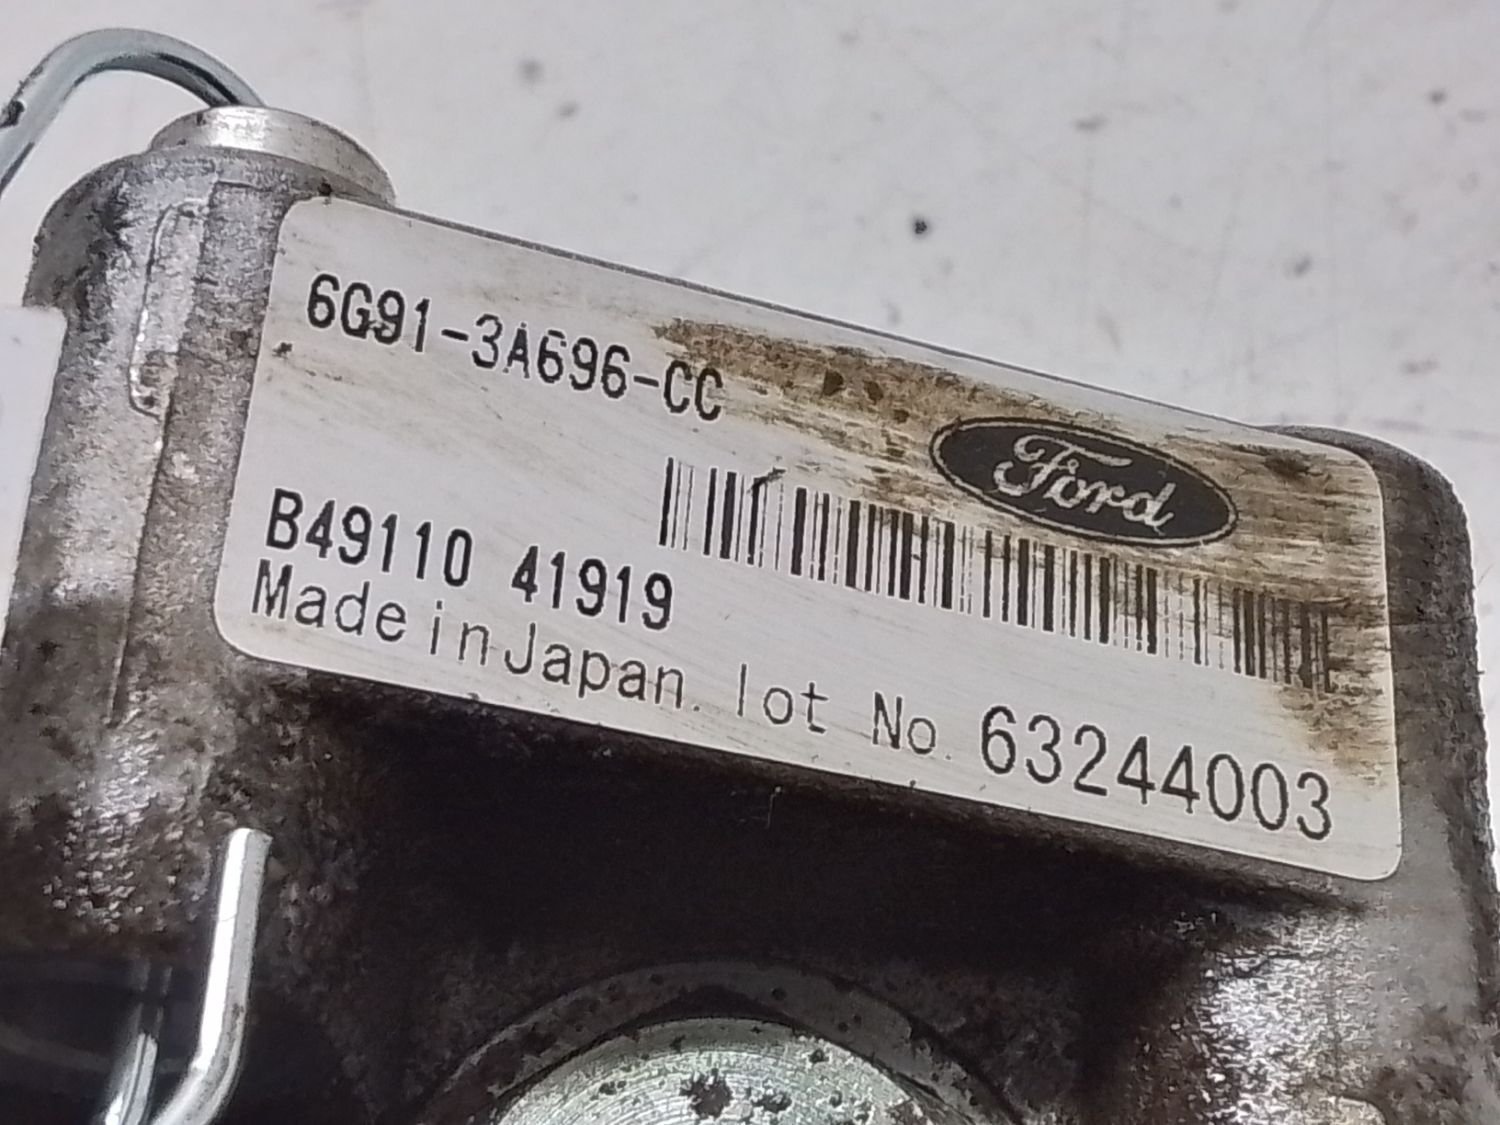 6G91-3A696-CC
Ford
B49110 41919
Made in Japan. lot No. 63244003